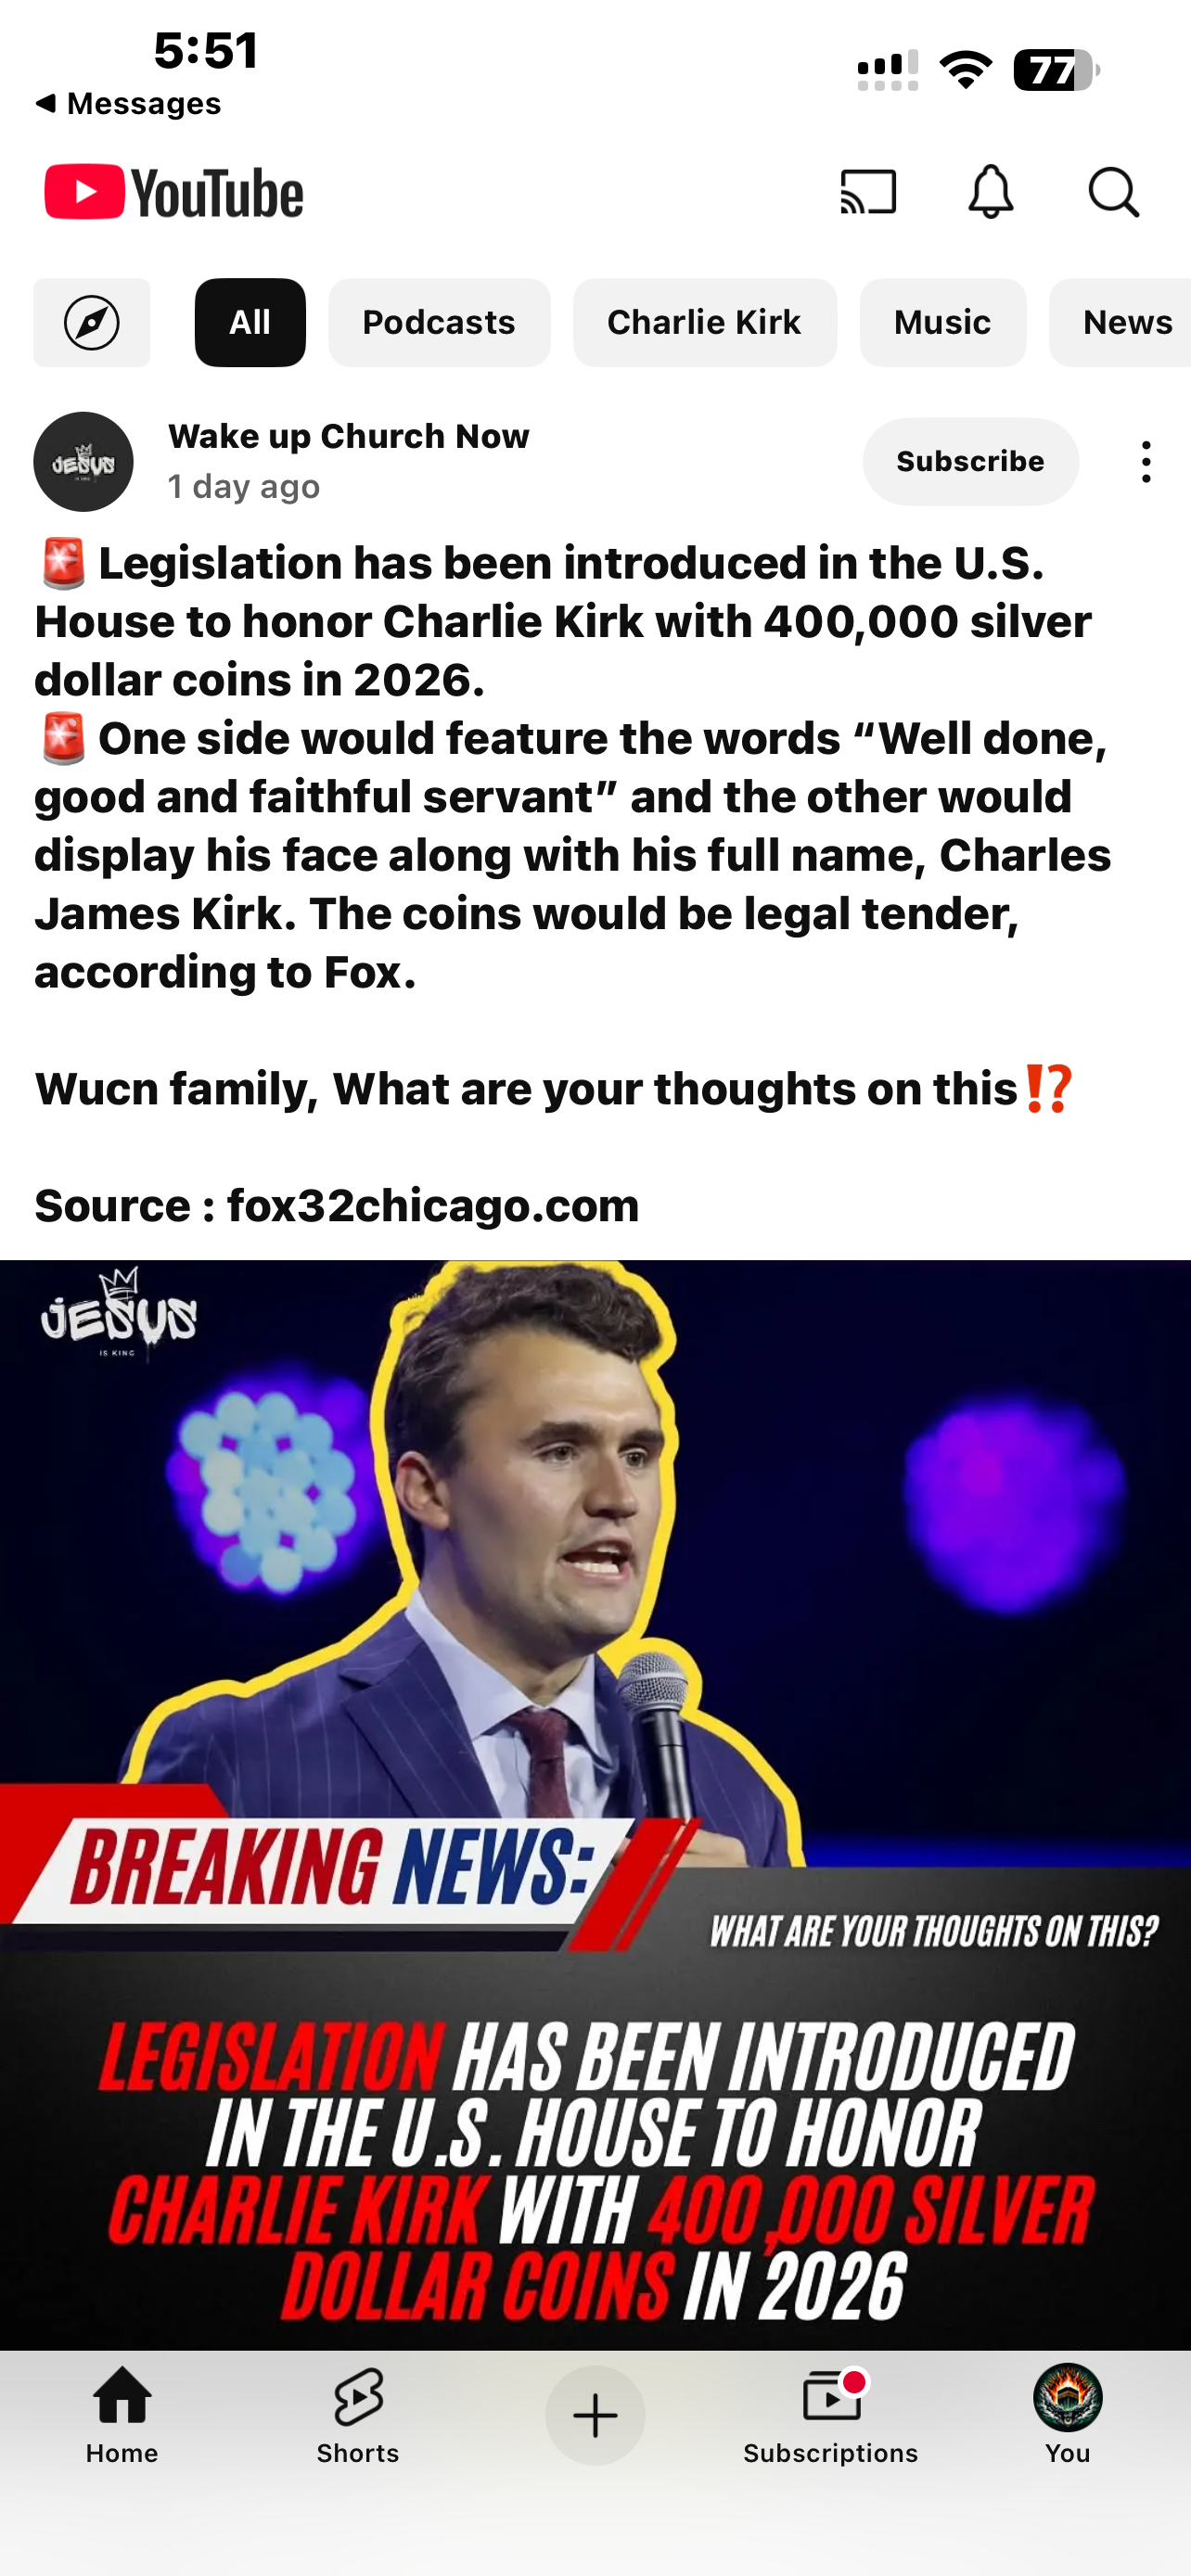 5:51
77
◀ Messages
YouTube
All
Podcasts
Charlie Kirk
Music
News
JESUS
Wake up Church Now
1 day ago
Subscribe
🚨Legislation has been introduced in the U.S.
House to honor Charlie Kirk with 400,000 silver
dollar coins in 2026.
🚨One side would feature the words “Well done,
good and faithful servant” and the other would
display his face along with his full name, Charles
James Kirk. The coins would be legal tender,
according to Fox.
Wucn family, What are your thoughts on this⁉️
Source : fox32chicago.com
JESUS
IS KING
BREAKING NEWS:
WHAT ARE YOUR THOUGHTS ON THIS?
LEGISLATION HAS BEEN INTRODUCED
IN THE U.S. HOUSE TO HONOR
CHARLIE KIRK WITH 400,000 SILVER
DOLLAR COINS IN 2026
Home
Shorts
Subscriptions
You